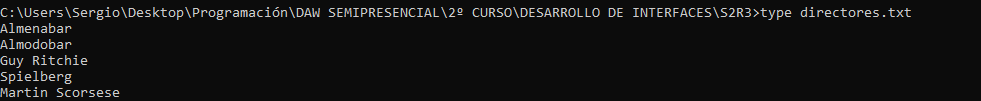 C:\Users\Sergio\Desktop\Programación\DAW SEMIPRESENCIAL\2º CURSO\DESARROLLO DE INTERFACES\S2R3>type directores.txt
Almenabar
Almodobar
Guy Ritchie
Spielberg
Martin Scorsese